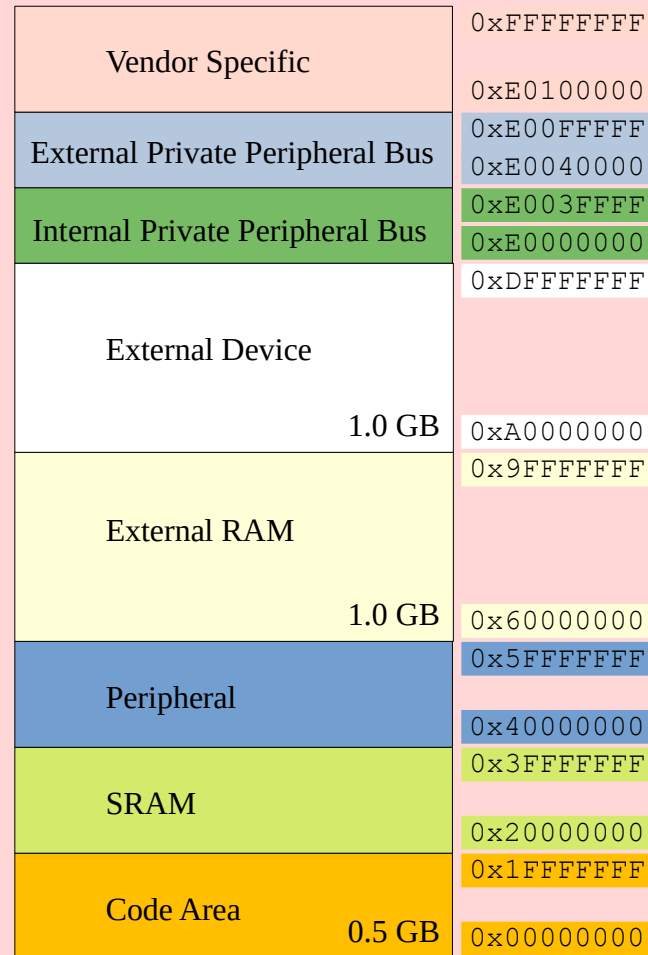 0xFFFFFFFF
Vendor Specific
0xE0100000
0xE00FFFFF
External Private Peripheral Bus
0xE0040000
0xE003FFFF
Internal Private Peripheral Bus
0xE0000000
0xDFFFFFFF
External Device
1.0 GB 0xA0000000
0x9FFFFFFF
External RAM
1.0 GB 0x60000000
0x5FFFFFFF
Peripheral
0x40000000
0x3FFFFFFF
SRAM
0x20000000
0x1FFFFFFF
Code Area
0.5 GB 0x00000000